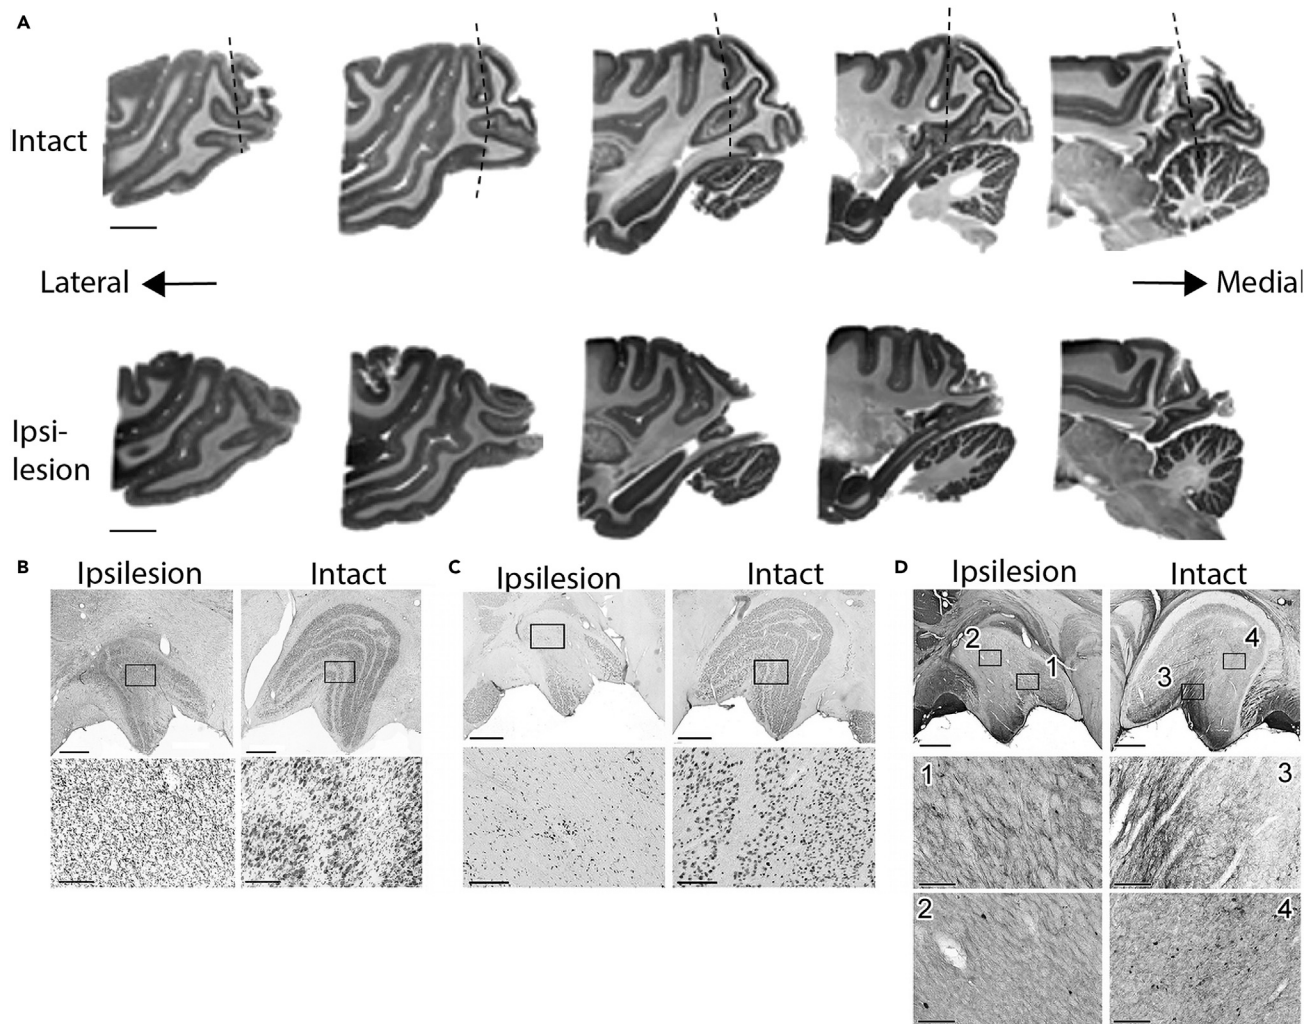 A
Intact
Lateral
Medial
Ipsi-
lesion
B
Ipsilesion
Intact
C
Ipsilesion
Intact
D
Ipsilesion
Intact
2
1
3
4
1
3
2
4